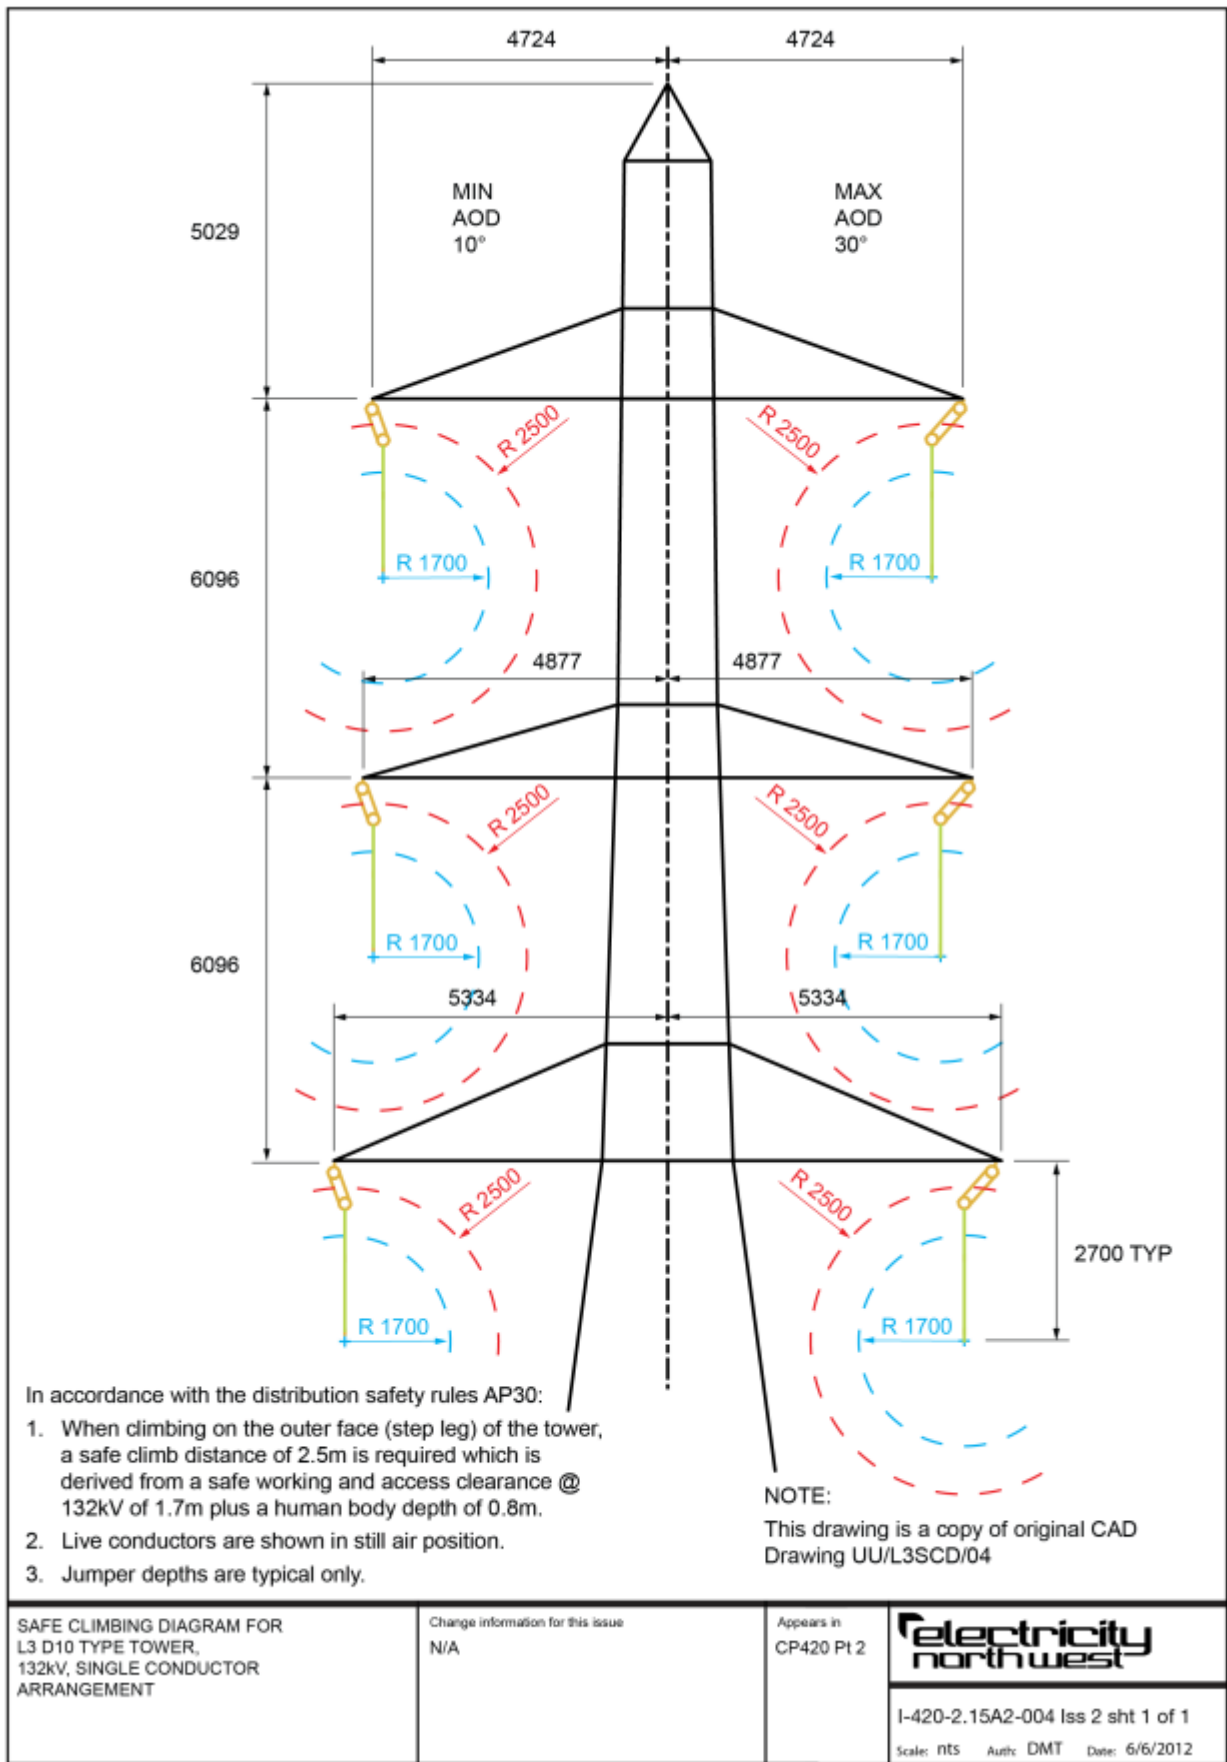 4724
4724
5029
MIN
AOD
10°
MAX
AOD
30°
R 2500
R 2500
6096
R 1700
R 1700
4877
4877
R 2500
R 2500
6096
R 1700
R 1700
5334
5334
R 2500
R 2500
2700 TYP
R 1700
R 1700
In accordance with the distribution safety rules AP30:
1. When climbing on the outer face (step leg) of the tower,
a safe climb distance of 2.5m is required which is
derived from a safe working and access clearance @
132kV of 1.7m plus a human body depth of 0.8m.
2. Live conductors are shown in still air position.
3. Jumper depths are typical only.
NOTE:
This drawing is a copy of original CAD
Drawing UU/L3SCD/04
SAFE CLIMBING DIAGRAM FOR
L3 D10 TYPE TOWER,
132kV, SINGLE CONDUCTOR
ARRANGEMENT
Change information for this issue
N/A
Appears in
CP420 Pt 2
electricity
northwest
I-420-2.15A2-004 Iss 2 sht 1 of 1
Scale: nts Auth: DMT Date: 6/6/2012